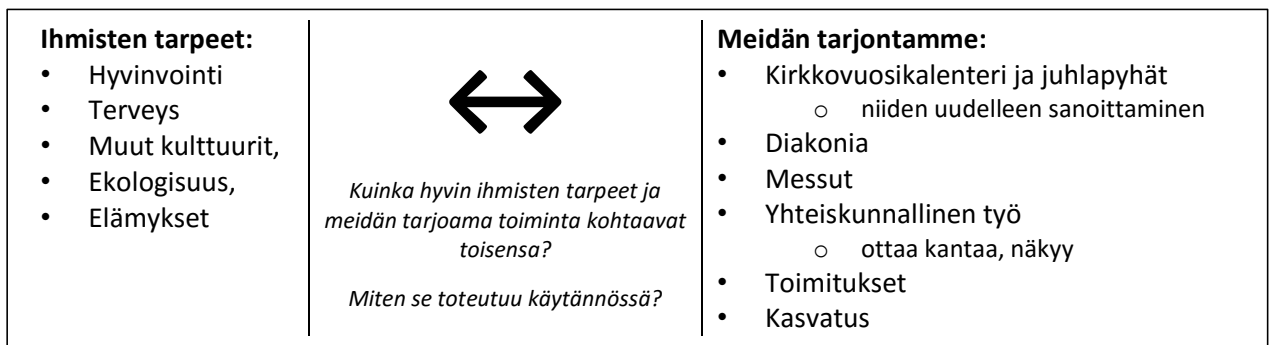 Ihmisten tarpeet:
• Hyvinvointi
• Terveys
• Muut kulttuurit,
• Ekologisuus,
• Elämykset
Kuinka hyvin ihmisten tarpeet ja
meidän tarjoama toiminta kohtaavat
toisensa?
Miten se toteutuu käytännössä?
Meidän tarjontamme:
• Kirkkovuosikalenteri ja juhlapyhät
o niiden uudelleen sanoittaminen
• Diakonia
• Messut
• Yhteiskunnallinen työ
o ottaa kantaa, näkyy
• Toimitukset
• Kasvatus